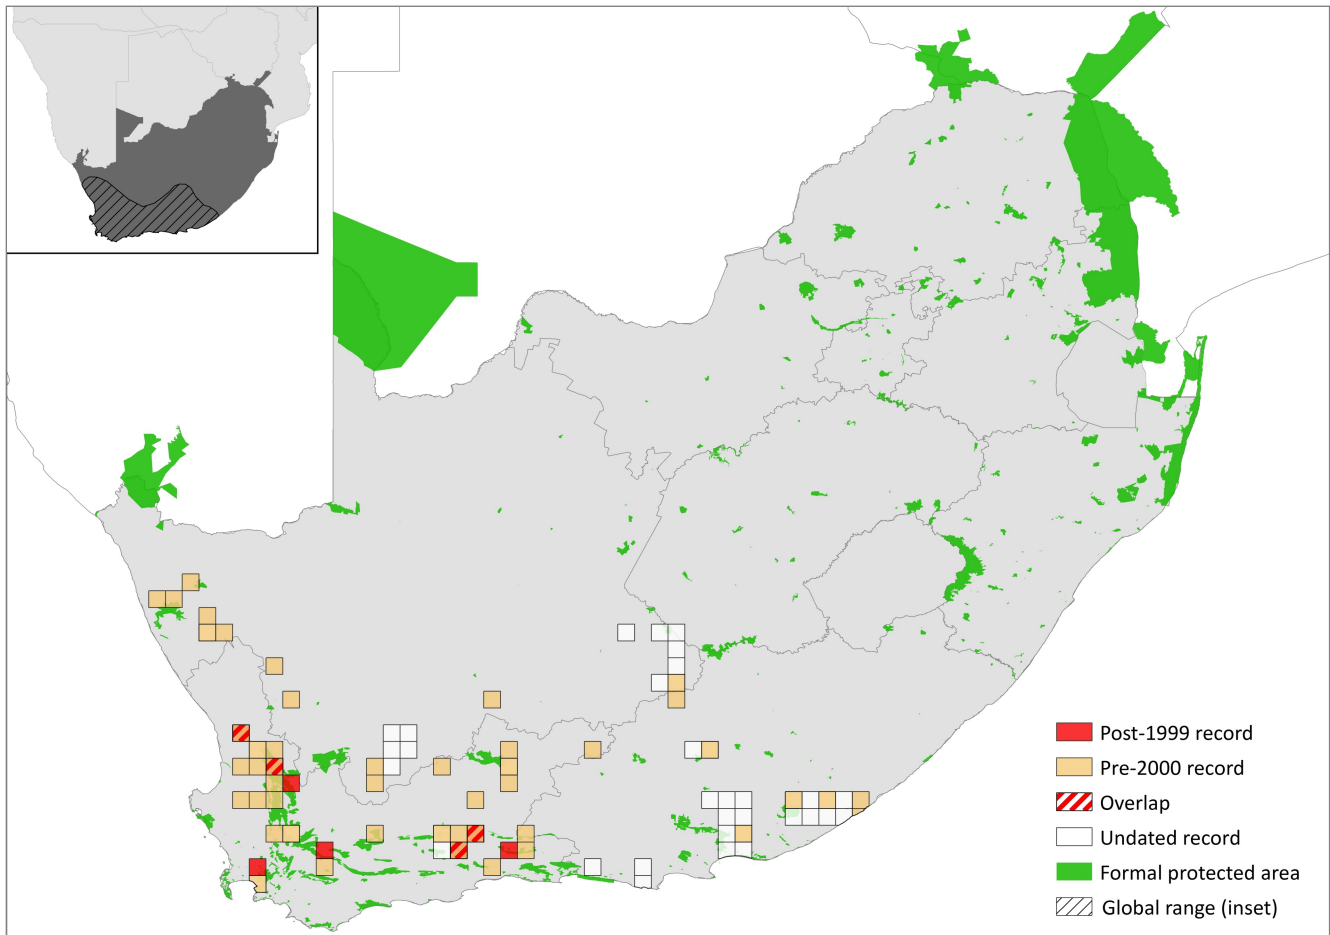 Post-1999 record
Pre-2000 record
Overlap
Undated record
Formal protected area
Global range (inset)